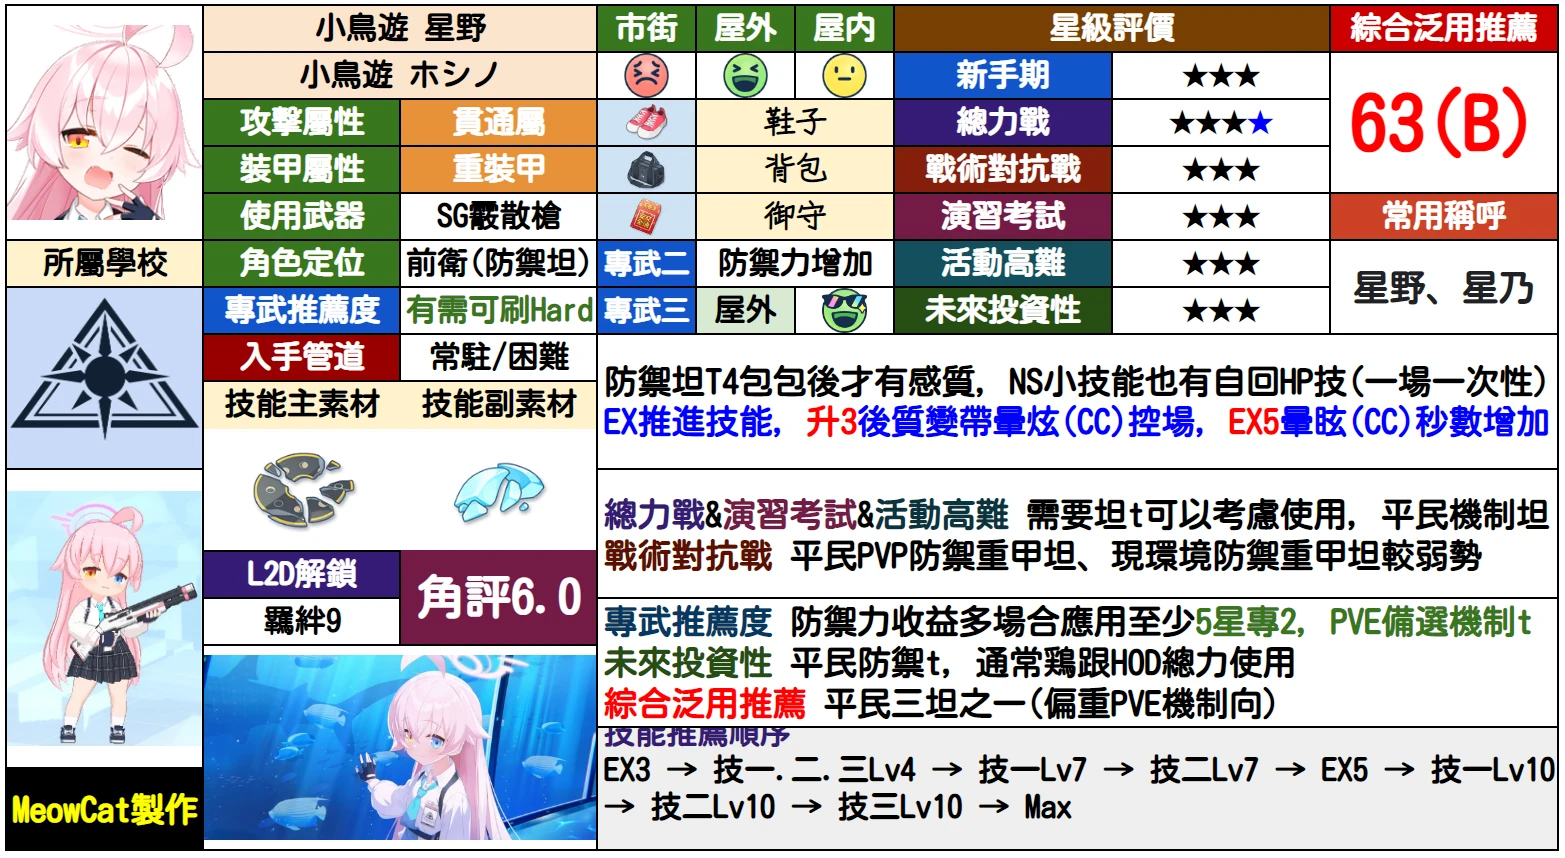 小鳥遊 星野
小鳥遊 ホシノ
攻擊屬性 貫通屬
裝甲屬性 重裝甲
使用武器 SG霰散槍
角色定位 前衛(防禦坦)
專武推薦度 有需可刷Hard
入手管道 常駐/困難
技能主素材 技能副素材
L2D解鎖
羈絆9
角評6.0
所屬學校
MeowCat製作
市街 屋外 屋内
鞋子
背包
御守
專武二 防禦力增加
專武三 屋外
星級評價
新手期 ★★★
總力戰 ★★★★
戰術對抗戰 ★★★
演習考試 ★★★
活動高難 ★★★
未來投資性 ★★★
綜合泛用推薦
63(B)
常用稱呼
星野、星乃
防禦坦T4包包後才有感質, NS小技能也有自回HP技(一場一次性)
EX推進技能, 升3後質變帶暈炫(CC)控場, EX5暈眩(CC)秒數增加
總力戰&演習考試&活動高難 需要坦t可以考慮使用, 平民機制坦
戰術對抗戰 平民PVP防禦重甲坦、現環境防禦重甲坦較弱勢
專武推薦度 防禦力收益多場合應用至少5星專2, PVE備選機制t
未來投資性 平民防禦t, 通常鶏跟HOD總力使用
綜合泛用推薦 平民三坦之一(偏重PVE機制向)
技能推薦順序
EX3 → 技一.二.三Lv4 → 技一Lv7 → 技二Lv7 → EX5 → 技一Lv10
→ 技二Lv10 → 技三Lv10 → Max